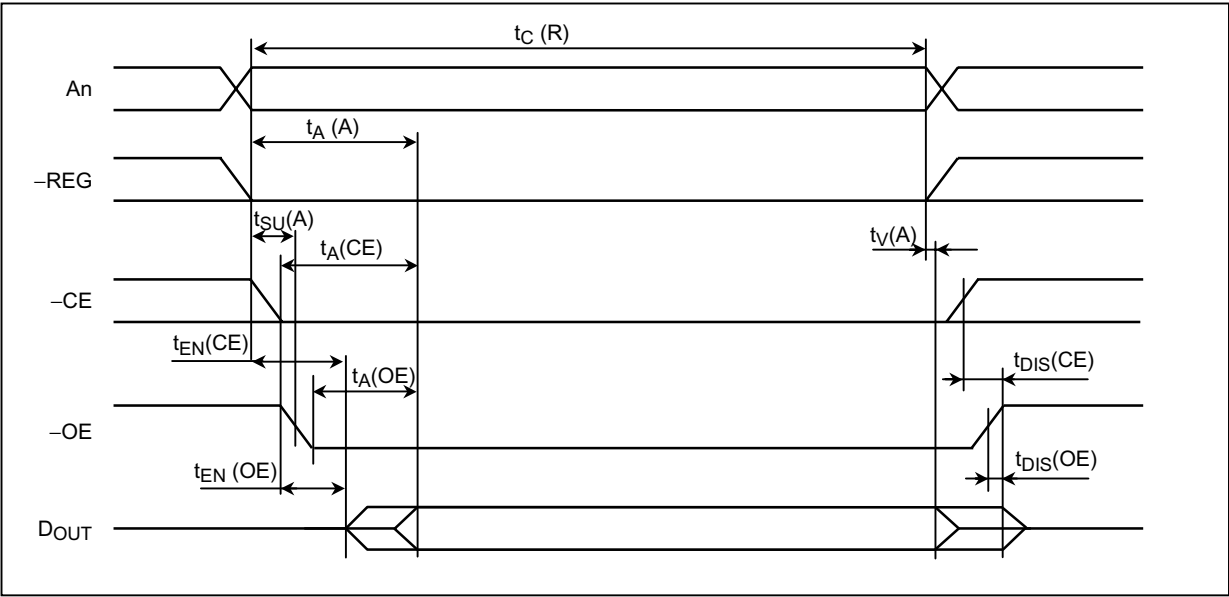 tC (R)
An
tA (A)
–REG
tSU(A)
tV(A)
tA(CE)
–CE
tEN(CE)
tDIS(CE)
tA(OE)
–OE
tEN (OE)
tDIS(OE)
DOUT